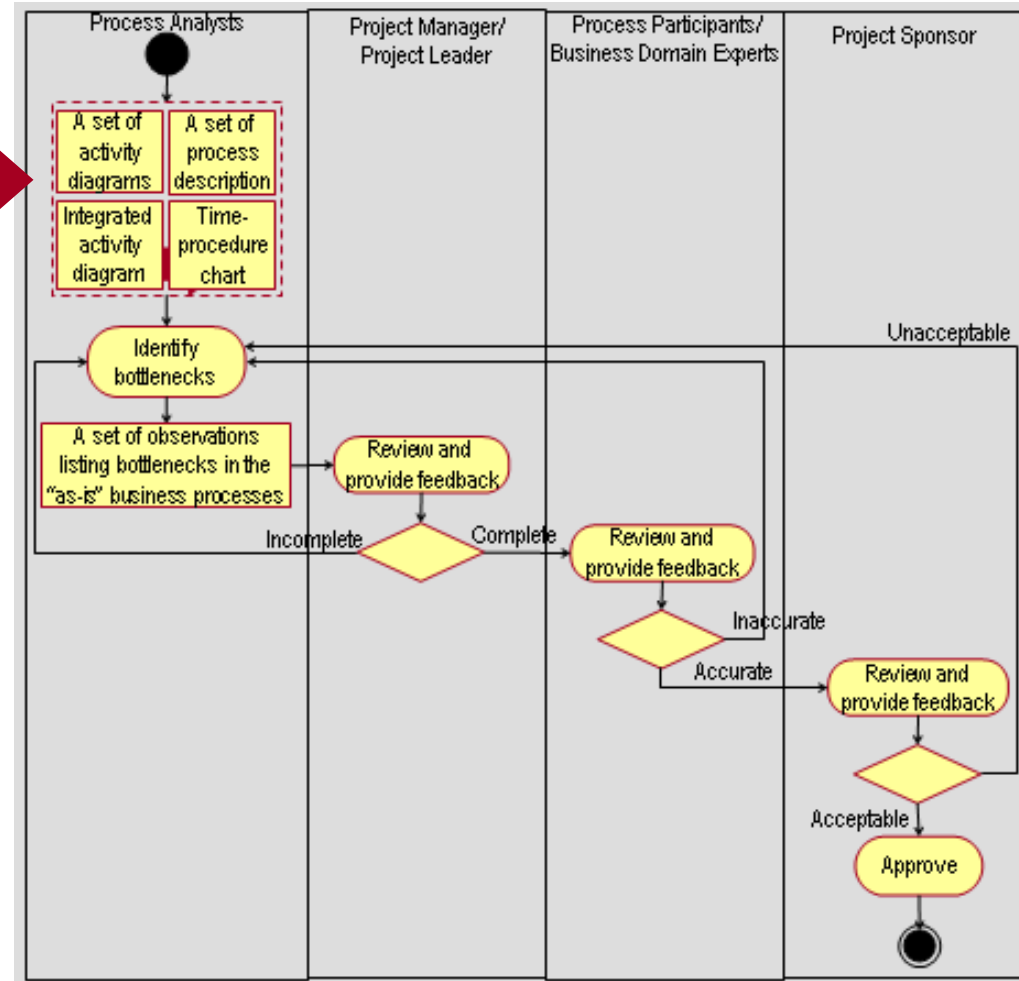 Process Analysts
Project Manager/
Project Leader
Process Participants/
Business Domain Experts
Project Sponsor
A set of
activity
diagrams
A set of
process
description
Integrated
activity
diagram
Time-
procedure
chart
Identify
bottlenecks
Unacceptable
A set of observations
listing bottlenecks in the
"as-is" business processes
Review and
provide feedback
Incomplete
Complete
Review and
provide feedback
Inaccurate
Accurate
Review and
provide feedback
Acceptable
Approve